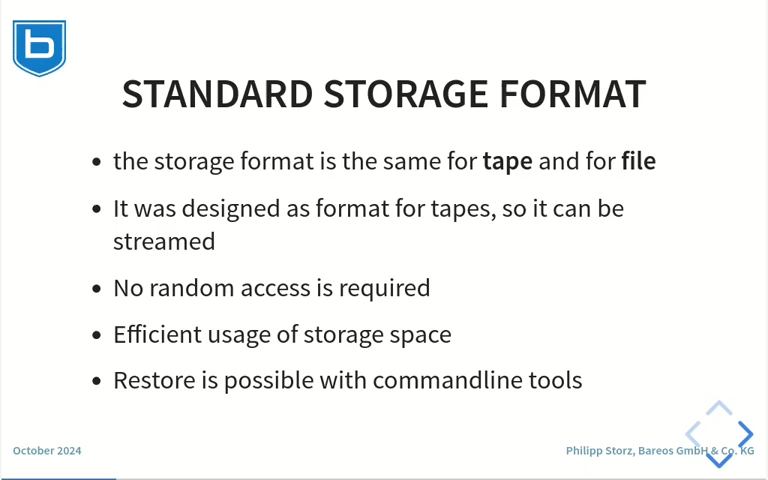 b
STANDARD STORAGE FORMAT
• the storage format is the same for tape and for file
• It was designed as format for tapes, so it can be
streamed
• No random access is required
• Efficient usage of storage space
• Restore is possible with commandline tools
October 2024
Philipp Storz, Bareos GmbH & Co. KG